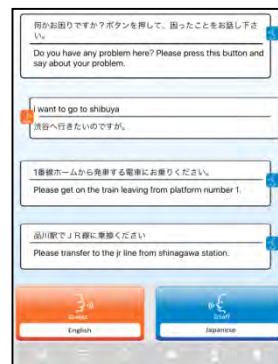 何かお困りですか？ボタンを押して、困ったことをお話し下さ
い。
Do you have any problem here? Please press this button and
say about your problem.
i want to go to shibuya
渋谷へ行きたいのですが。
1番線ホームから発車する電車にお乗りください。
Please get on the train leaving from platform number 1.
品川駅でＪＲ線に乗換ください
Please transfer to the jr line from shinagawa station.
Guest
Staff
English
Japanese